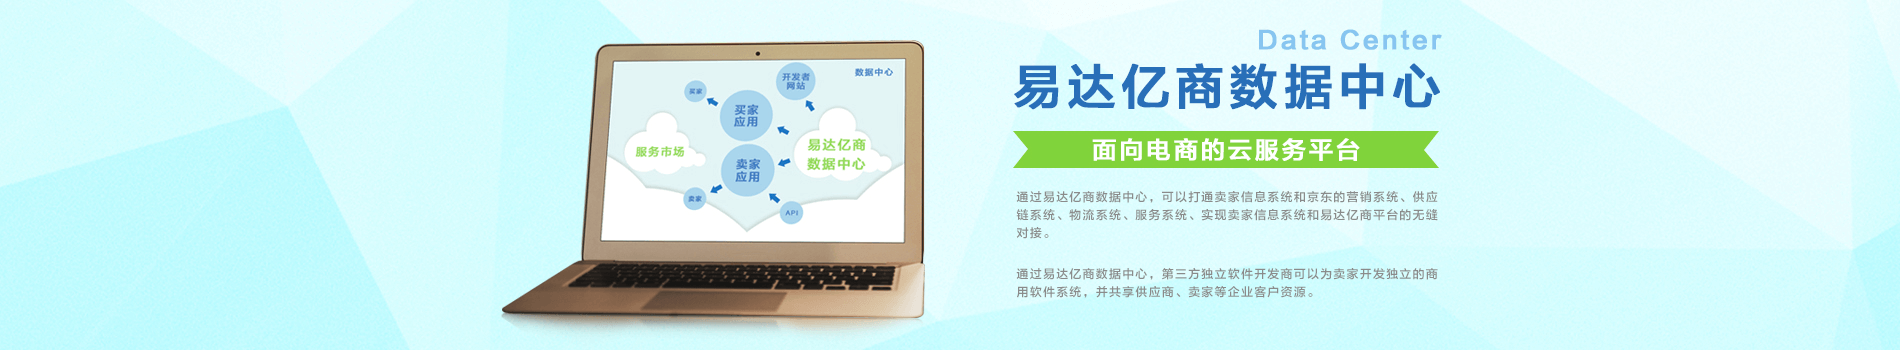 Data Center
易达亿商数据中心
面向电商的云服务平台
通过易达亿商数据中心，可以打通卖家信息系统和京东的营销系统、供应
链系统、物流系统、服务系统、实现卖家信息系统和易达亿商平台的无缝
对接。
通过易达亿商数据中心，第三方独立软件开发商可以为卖家开发独立的商
用软件系统，并共享供应商、卖家等企业客户资源。
数据中心
开发者
网站
买家
买家
应用
服务市场
易达亿商
数据中心
卖家
应用
卖家
API